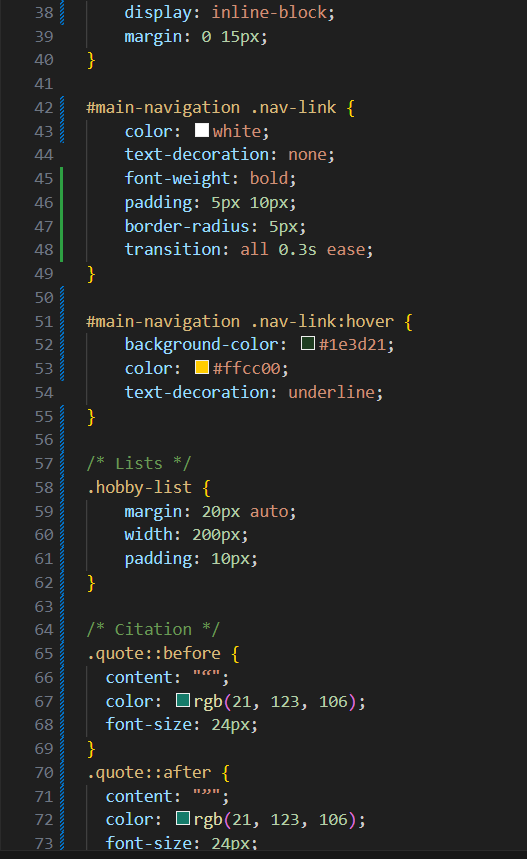 38 display: inline-block;
39 margin: 0 15px;
40 }
41
42 #main-navigation .nav-link {
43 color: white;
44 text-decoration: none;
45 font-weight: bold;
46 padding: 5px 10px;
47 border-radius: 5px;
48 transition: all 0.3s ease;
49 }
50
51 #main-navigation .nav-link:hover {
52 background-color: #1e3d21;
53 color: #ffcc00;
54 text-decoration: underline;
55 }
56
57 /* Lists */
58 .hobby-list {
59 margin: 20px auto;
60 width: 200px;
61 padding: 10px;
62 }
63
64 /* Citation */
65 .quote::before {
66 content: "“";
67 color: rgb(21, 123, 106);
68 font-size: 24px;
69 }
70 .quote::after {
71 content: "”";
72 color: rgb(21, 123, 106);
73 font-size: 24px;